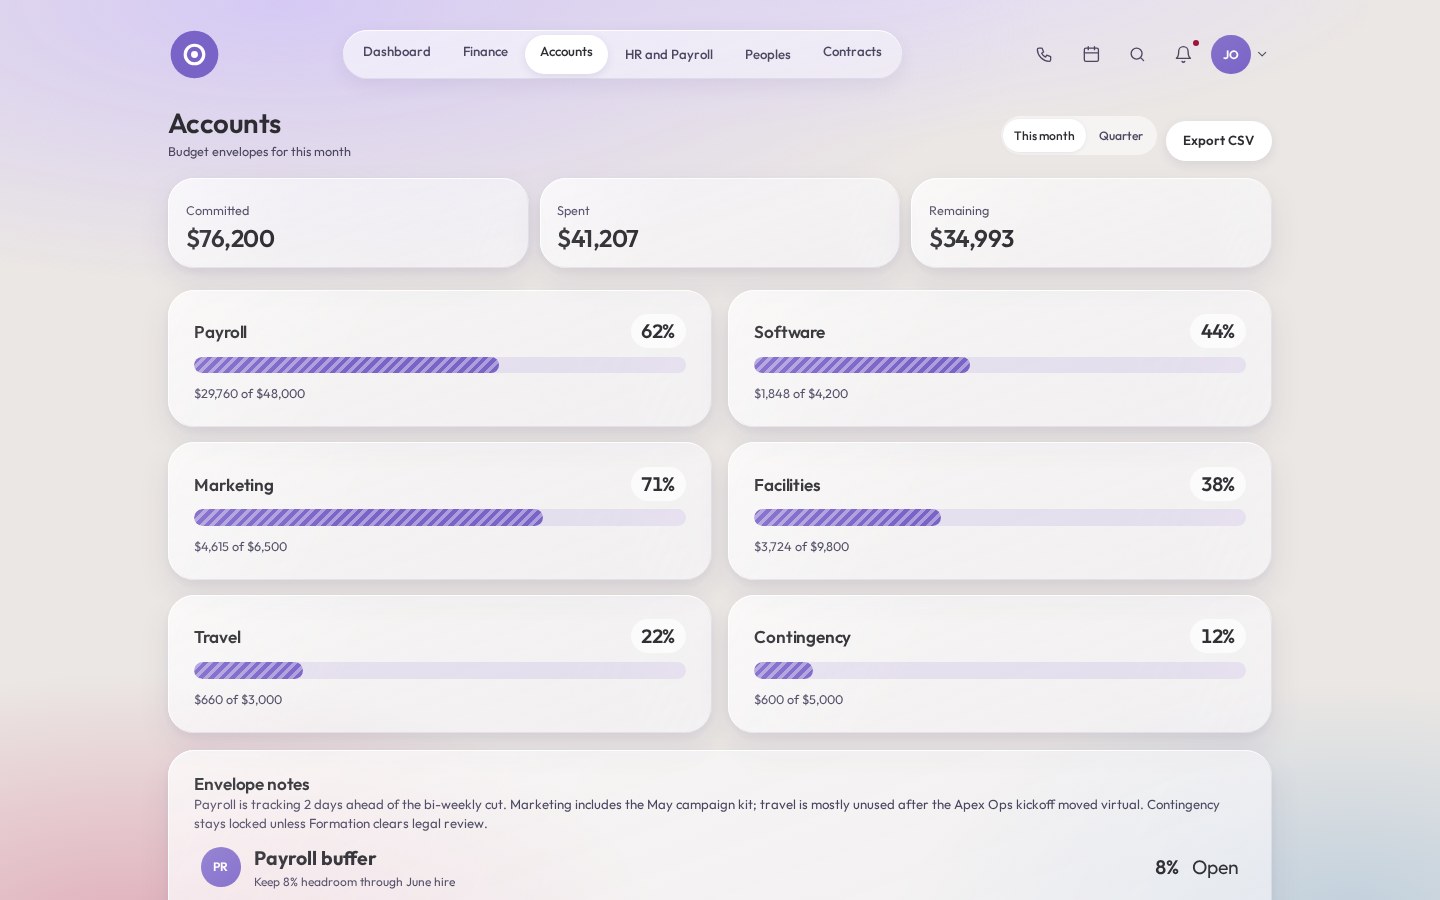 Dashboard
Finance
Accounts
HR and Payroll
Peoples
Contracts
JO
Accounts
Budget envelopes for this month
This month
Quarter
Export CSV
Committed
$76,200
Spent
$41,207
Remaining
$34,993
Payroll
62%
$29,760 of $48,000
Software
44%
$1,848 of $4,200
Marketing
71%
$4,615 of $6,500
Facilities
38%
$3,724 of $9,800
Travel
22%
$660 of $3,000
Contingency
12%
$600 of $5,000
Envelope notes
Payroll is tracking 2 days ahead of the bi-weekly cut. Marketing includes the May campaign kit; travel is mostly unused after the Apex Ops kickoff moved virtual. Contingency
stays locked unless Formation clears legal review.
PR
Payroll buffer
Keep 8% headroom through June hire
8%
Open